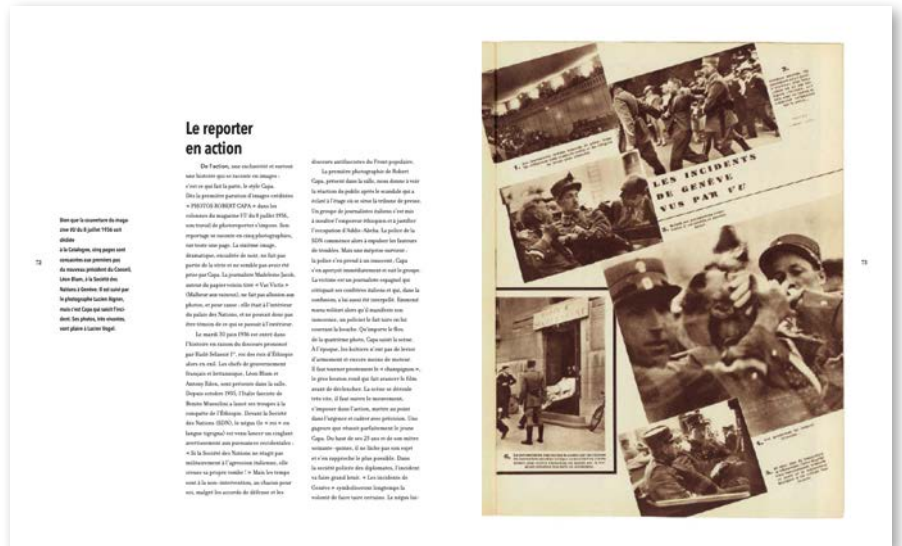 Bien que la couverture du maga-
zine VU du 8 juillet 1936 soit
dédiée
à la Catalogne, cinq pages sont
consacrées aux premiers pas
du nouveau président du Conseil,
Léon Blum, à la Société des
Nations à Genève. Il est suivi par
le photographe Lucien Aigner,
mais c'est Capa qui saisit l'inci-
dent. Ses photos, très vivantes,
vont plaire à Lucien Vogel.
72
Le reporter
en action
De l'action, une exclusivité et surtout
une histoire qui se raconte en images :
c'est ce qui fait la patte, le style Capa.
Dès la première parution d'images créditées
« PHOTOS ROBERT CAPA » dans les
colonnes du magazine VU du 8 juillet 1936,
son travail de photoreporter s'impose. Son
reportage se raconte en cinq photographies,
sur toute une page. La sixième image,
dramatique, encadrée de noir, ne fait pas
partie de la série et ne semble pas avoir été
prise par Capa. La journaliste Madeleine Jacob,
auteur du papier voisin titré « Vae Victis »
(Malheur aux vaincus), ne fait pas allusion aux
photos, et pour cause : elle était à l'intérieur
du palais des Nations, et ne pouvait donc pas
être témoin de ce qui se passait à l'intérieur.
Le mardi 30 juin 1936 est entré dans
l'histoire en raison du discours prononcé
par Hailé Sélassié Ier, roi des rois d'Éthiopie
alors en exil. Les chefs de gouvernement
français et britannique, Léon Blum et
Antony Eden, sont présents dans la salle.
Depuis octobre 1935, l'Italie fasciste de
Benito Mussolini a lancé ses troupes à la
conquête de l'Éthiopie. Devant la Société
des Nations (SDN), le négus (le « roi » en
langue tigrigna) est venu lancer un cinglant
avertissement aux puissances occidentales :
« Si la Société des Nations ne réagit pas
militairement à l'agression italienne, elle
creuse sa propre tombe ! » Mais les temps
sont à la non-intervention, au chacun pour
soi, malgré les accords de défense et les
discours antifascistes du Front populaire.
La première photographie de Robert
Capa, présent dans la salle, nous donne à voir
la réaction du public après le scandale qui a
éclaté à l'étage où se situe la tribune de presse.
Un groupe de journalistes italiens s'est mis
à insulter l'empereur éthiopien et à justifier
l'occupation d'Addis-Abeba. La police de la
SDN commence alors à expulser les fauteurs
de troubles. Mais une méprise survient :
la police s'en prend à un innocent. Capa
s'en aperçoit immédiatement et suit le groupe.
La victime est un journaliste espagnol qui
critiquait ses confrères italiens et qui, dans la
confusion, a lui aussi été interpellé. Emmené
manu militari alors qu'il manifeste son
innocence, un policier le fait taire en lui
couvrant la bouche. Qu'importe le flou
de la quatrième photo, Capa saisit la scène.
À l'époque, les boîtiers n'ont pas de levier
d'armement et encore moins de moteur.
Il faut tourner prestement le « champignon »,
le gros bouton rond qui fait avancer le film
avant de déclencher. La scène se déroule
très vite, il faut suivre le mouvement,
s'imposer dans l'action, mettre au point
dans l'urgence et cadrer avec précision. Une
gageure que réussit parfaitement le jeune
Capa. Du haut de ses 23 ans et de son mètre
soixante-quinze, il ne lâche pas son sujet
et s'en rapproche le plus possible. Dans
la société policée des diplomates, l'incident
va faire grand bruit. « Les incidents de
Genève » symboliseront longtemps la
volonté de faire taire certains. Le négus lui-
LES INCIDENTS
DE GENÈVE
VUS PAR VU
73